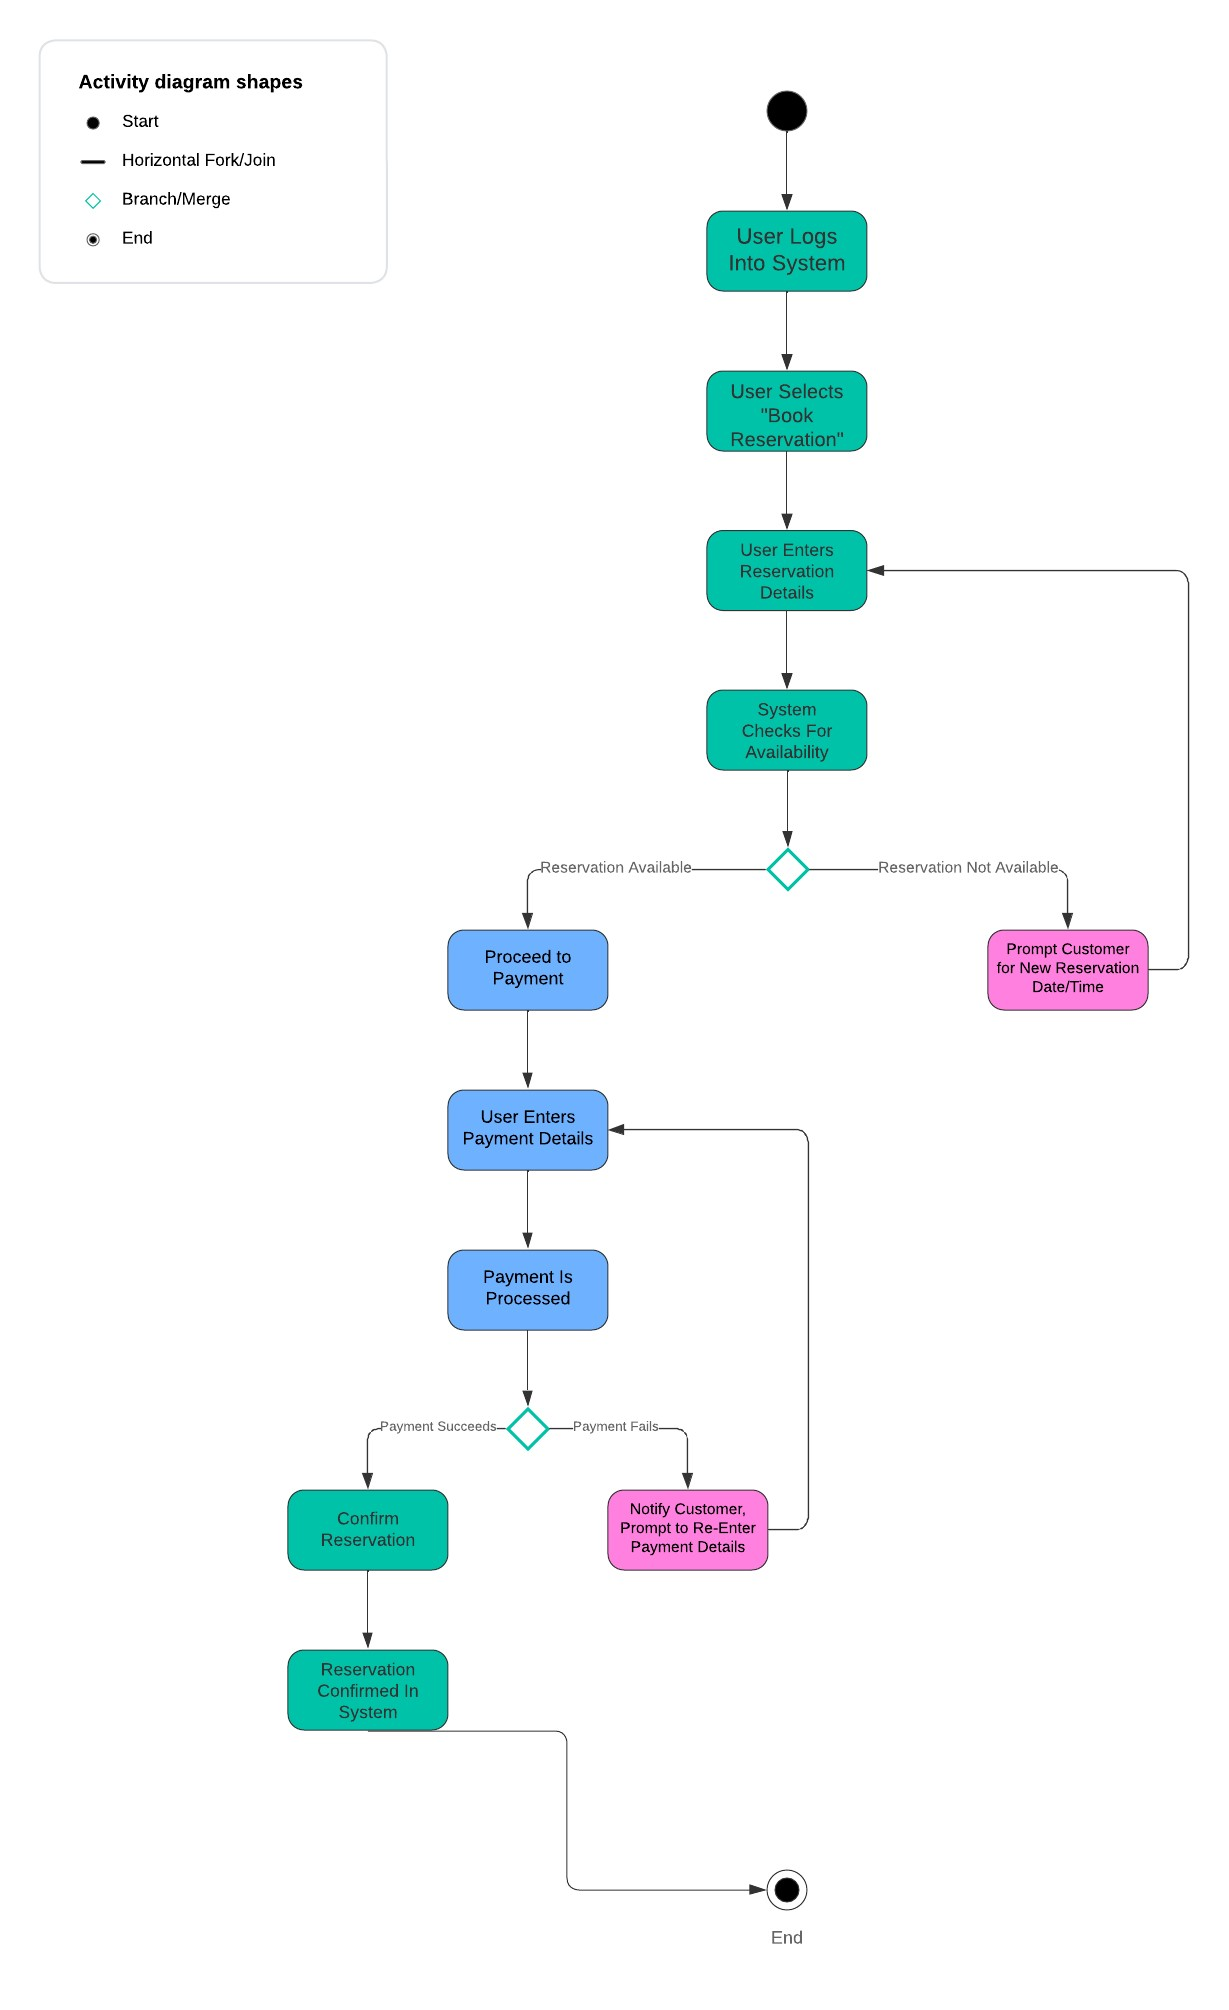 Activity diagram shapes
Start
Horizontal Fork/Join
Branch/Merge
End
User Logs
Into System
User Selects
"Book
Reservation"
User Enters
Reservation
Details
System
Checks For
Availability
Reservation Available
Reservation Not Available
Proceed to
Payment
Prompt Customer
for New Reservation
Date/Time
User Enters
Payment Details
Payment Is
Processed
Payment Succeeds
Payment Fails
Confirm
Reservation
Notify Customer,
Prompt to Re-Enter
Payment Details
Reservation
Confirmed In
System
End